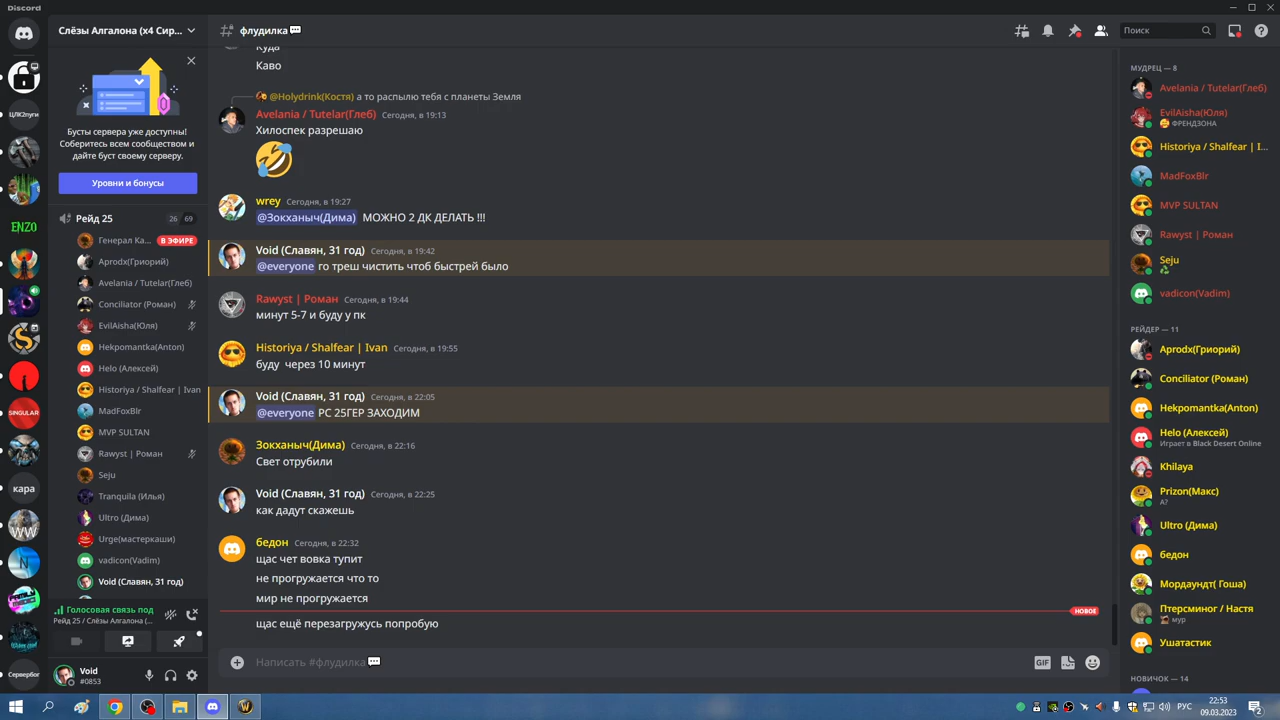 Discord
Слёзы Алгалона (x4 Сир...
флудилка
Поиск
ЦЛК2пуги
ENZO
SINGULAR
кара
WW
N
Сервербог
Бусты сервера уже доступны!
Соберитесь всем сообществом и
дайте буст своему серверу.
Уровни и бонусы
Рейд 25
26 69
Генерал Ка... В ЭФИРЕ
Aprodx(Гриорий)
Avelania / Tutelar(Глеб)
Conciliator (Роман)
EvilAisha(Юля)
Hekpomantka(Anton)
Helo (Алексей)
Historiya / Shalfear | Ivan
MadFoxBlr
MVP SULTAN
Rawyst | Роман
Seju
Tranquila (Илья)
Ultro (Дима)
Urge(мастеркаши)
vadicon(Vadim)
Void (Славян, 31 год)
Голосовая связь под
Рейд 25 / Слёзы Алгалона (...
Void
#0853
Куда
Каво
@Holydrink(Костя) а то распылю тебя с планеты Земля
Avelania / Tutelar(Глеб) Сегодня, в 19:13
Хилоспек разрешаю
wrey Сегодня, в 19:27
@Зокханыч(Дима) МОЖНО 2 ДК ДЕЛАТЬ !!!
Void (Славян, 31 год) Сегодня, в 19:42
@everyone го треш чистить чтоб быстрей было
Rawyst | Роман Сегодня, в 19:44
минут 5-7 и буду у пк
Historiya / Shalfear | Ivan Сегодня, в 19:55
буду через 10 минут
Void (Славян, 31 год) Сегодня, в 22:05
@everyone РС 25ГЕР ЗАХОДИМ
Зокханыч(Дима) Сегодня, в 22:16
Свет отрубили
Void (Славян, 31 год) Сегодня, в 22:25
как дадут скажешь
бедон Сегодня, в 22:32
щас чет вовка тупит
не прогружается что то
мир не прогружается
НОВОЕ
щас ещё перезагружусь попробую
Написать #флудилка
GIF
МУДРЕЦ — 8
Avelania / Tutelar(Глеб)
EvilAisha(Юля)
ФРЕНДЗОНА
Historiya / Shalfear | I...
MadFoxBlr
MVP SULTAN
Rawyst | Роман
Seju
vadicon(Vadim)
РЕЙДЕР — 11
Aprodx(Гриорий)
Conciliator (Роман)
Hekpomantka(Anton)
Helo (Алексей)
Играет в Black Desert Online
Khilaya
Prizon(Макс)
А?
Ultro (Дима)
бедон
Мордаундт( Гоша)
Птерсминог / Настя
мур
Ушатастик
НОВИЧОК — 14
РУС
22:53
09.03.2023
2